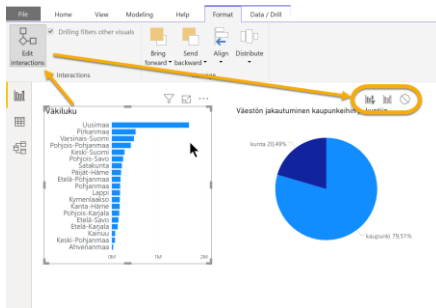 File Home View Modeling Help Format Data / Drill
Drilling filters other visuals
Edit interactions
Bring forward
Send backward
Align
Distribute
Interactions
Väkiluku
Uusimaa
Pirkanmaa
Varsinais-Suomi
Pohjois-Pohjanmaa
Keski-Suomi
Pohjois-Savo
Satakunta
Päijät-Häme
Etelä-Pohjanmaa
Pohjanmaa
Lappi
Kymenlaakso
Kanta-Häme
Pohjois-Karjala
Etelä-Savo
Etelä-Karjala
Kainuu
Keski-Pohjanmaa
Ahvenanmaa
0M 1M 2M
Väestön jakautuminen kaupunkeihin
kunta 20,49%
kaupunki 79,51%